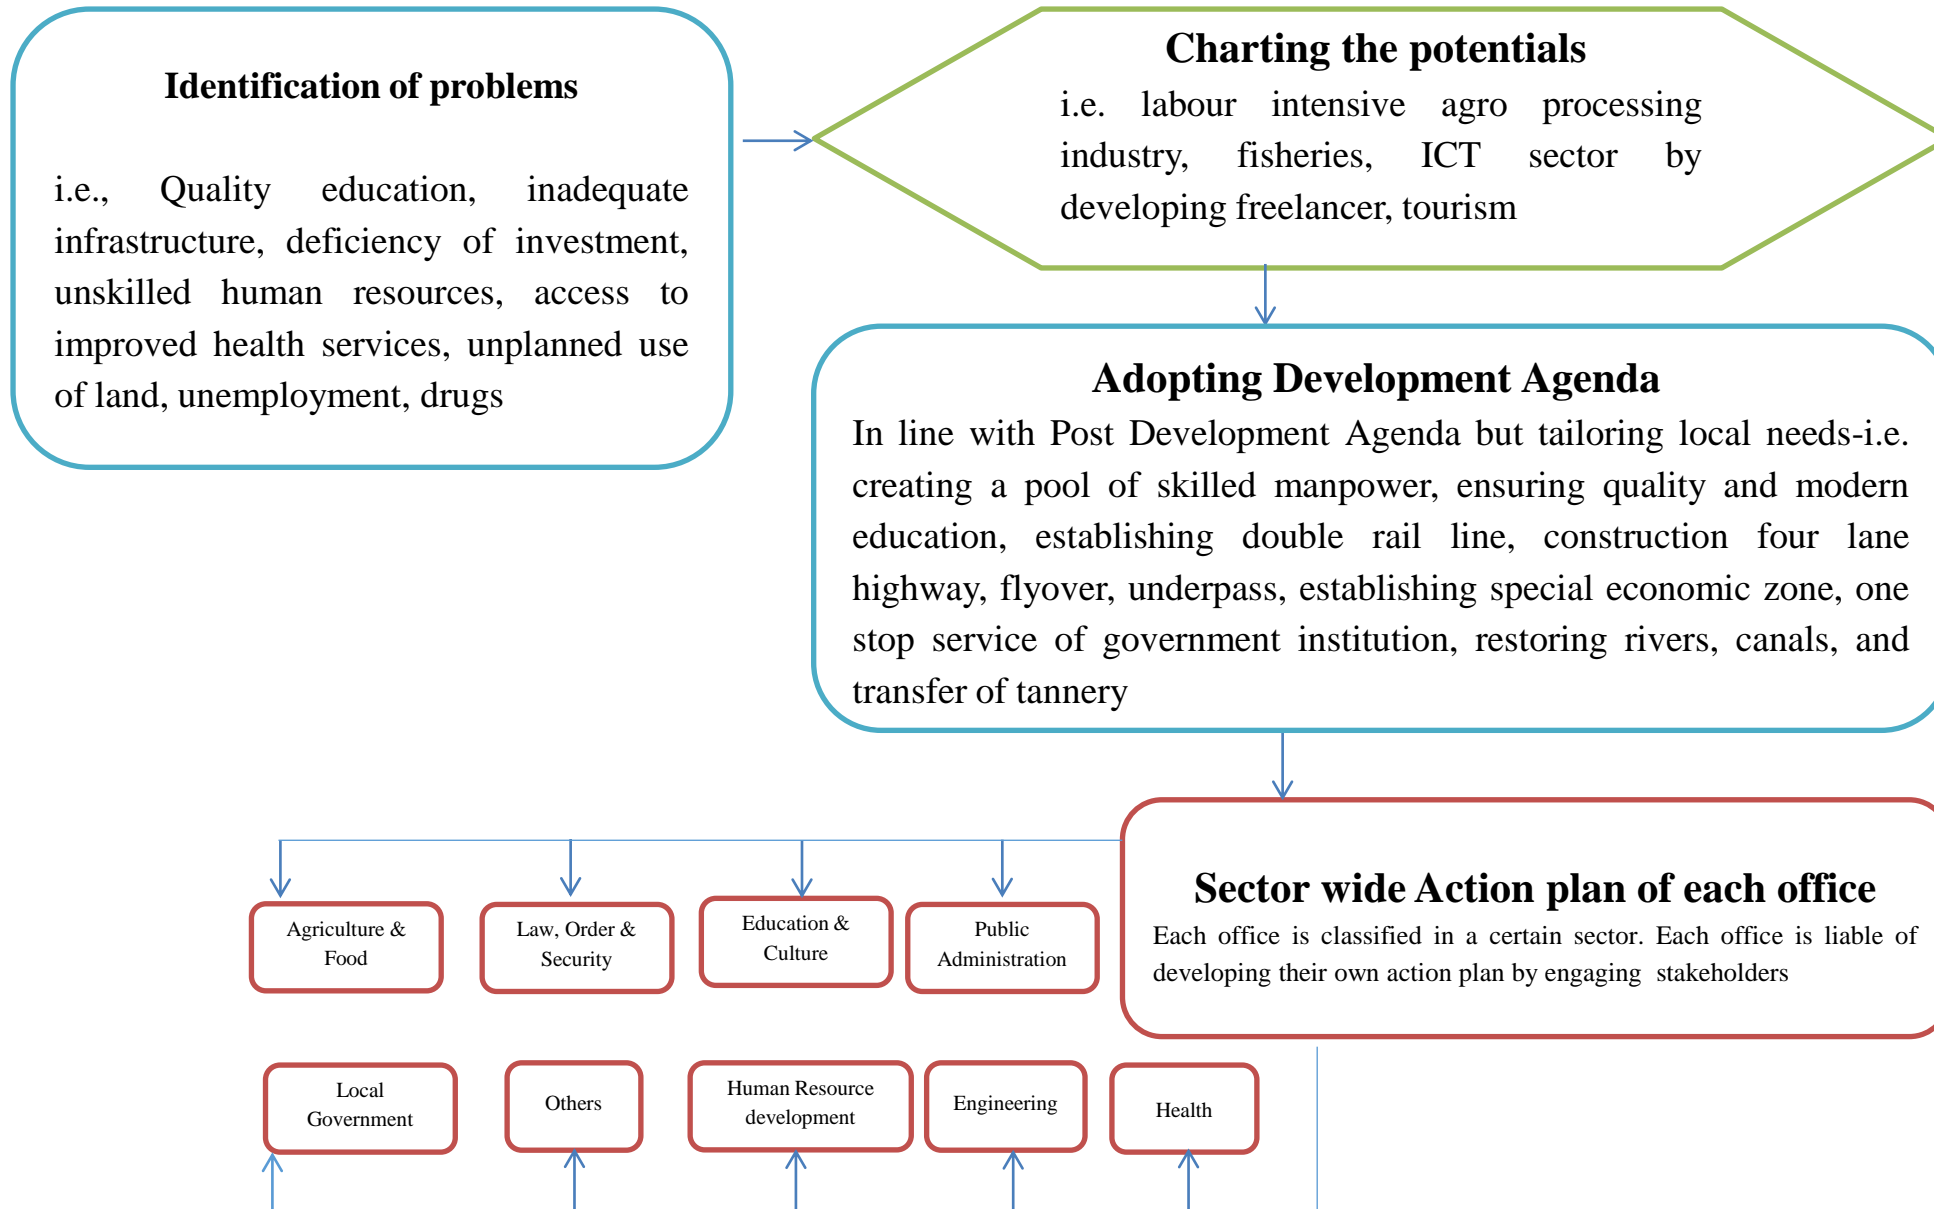 Identification of problems
i.e., Quality education, inadequate
infrastructure, deficiency of investment,
unskilled human resources, access to
improved health services, unplanned use
of land, unemployment, drugs
Charting the potentials
i.e. labour intensive agro processing
industry, fisheries, ICT sector by
developing freelancer, tourism
Adopting Development Agenda
In line with Post Development Agenda but tailoring local needs-i.e.
creating a pool of skilled manpower, ensuring quality and modern
education, establishing double rail line, construction four lane
highway, flyover, underpass, establishing special economic zone, one
stop service of government institution, restoring rivers, canals, and
transfer of tannery
Sector wide Action plan of each office
Each office is classified in a certain sector. Each office is liable of
developing their own action plan by engaging stakeholders
Agriculture &
Food
Law, Order &
Security
Education &
Culture
Public
Administration
Local
Government
Others
Human Resource
development
Engineering
Health